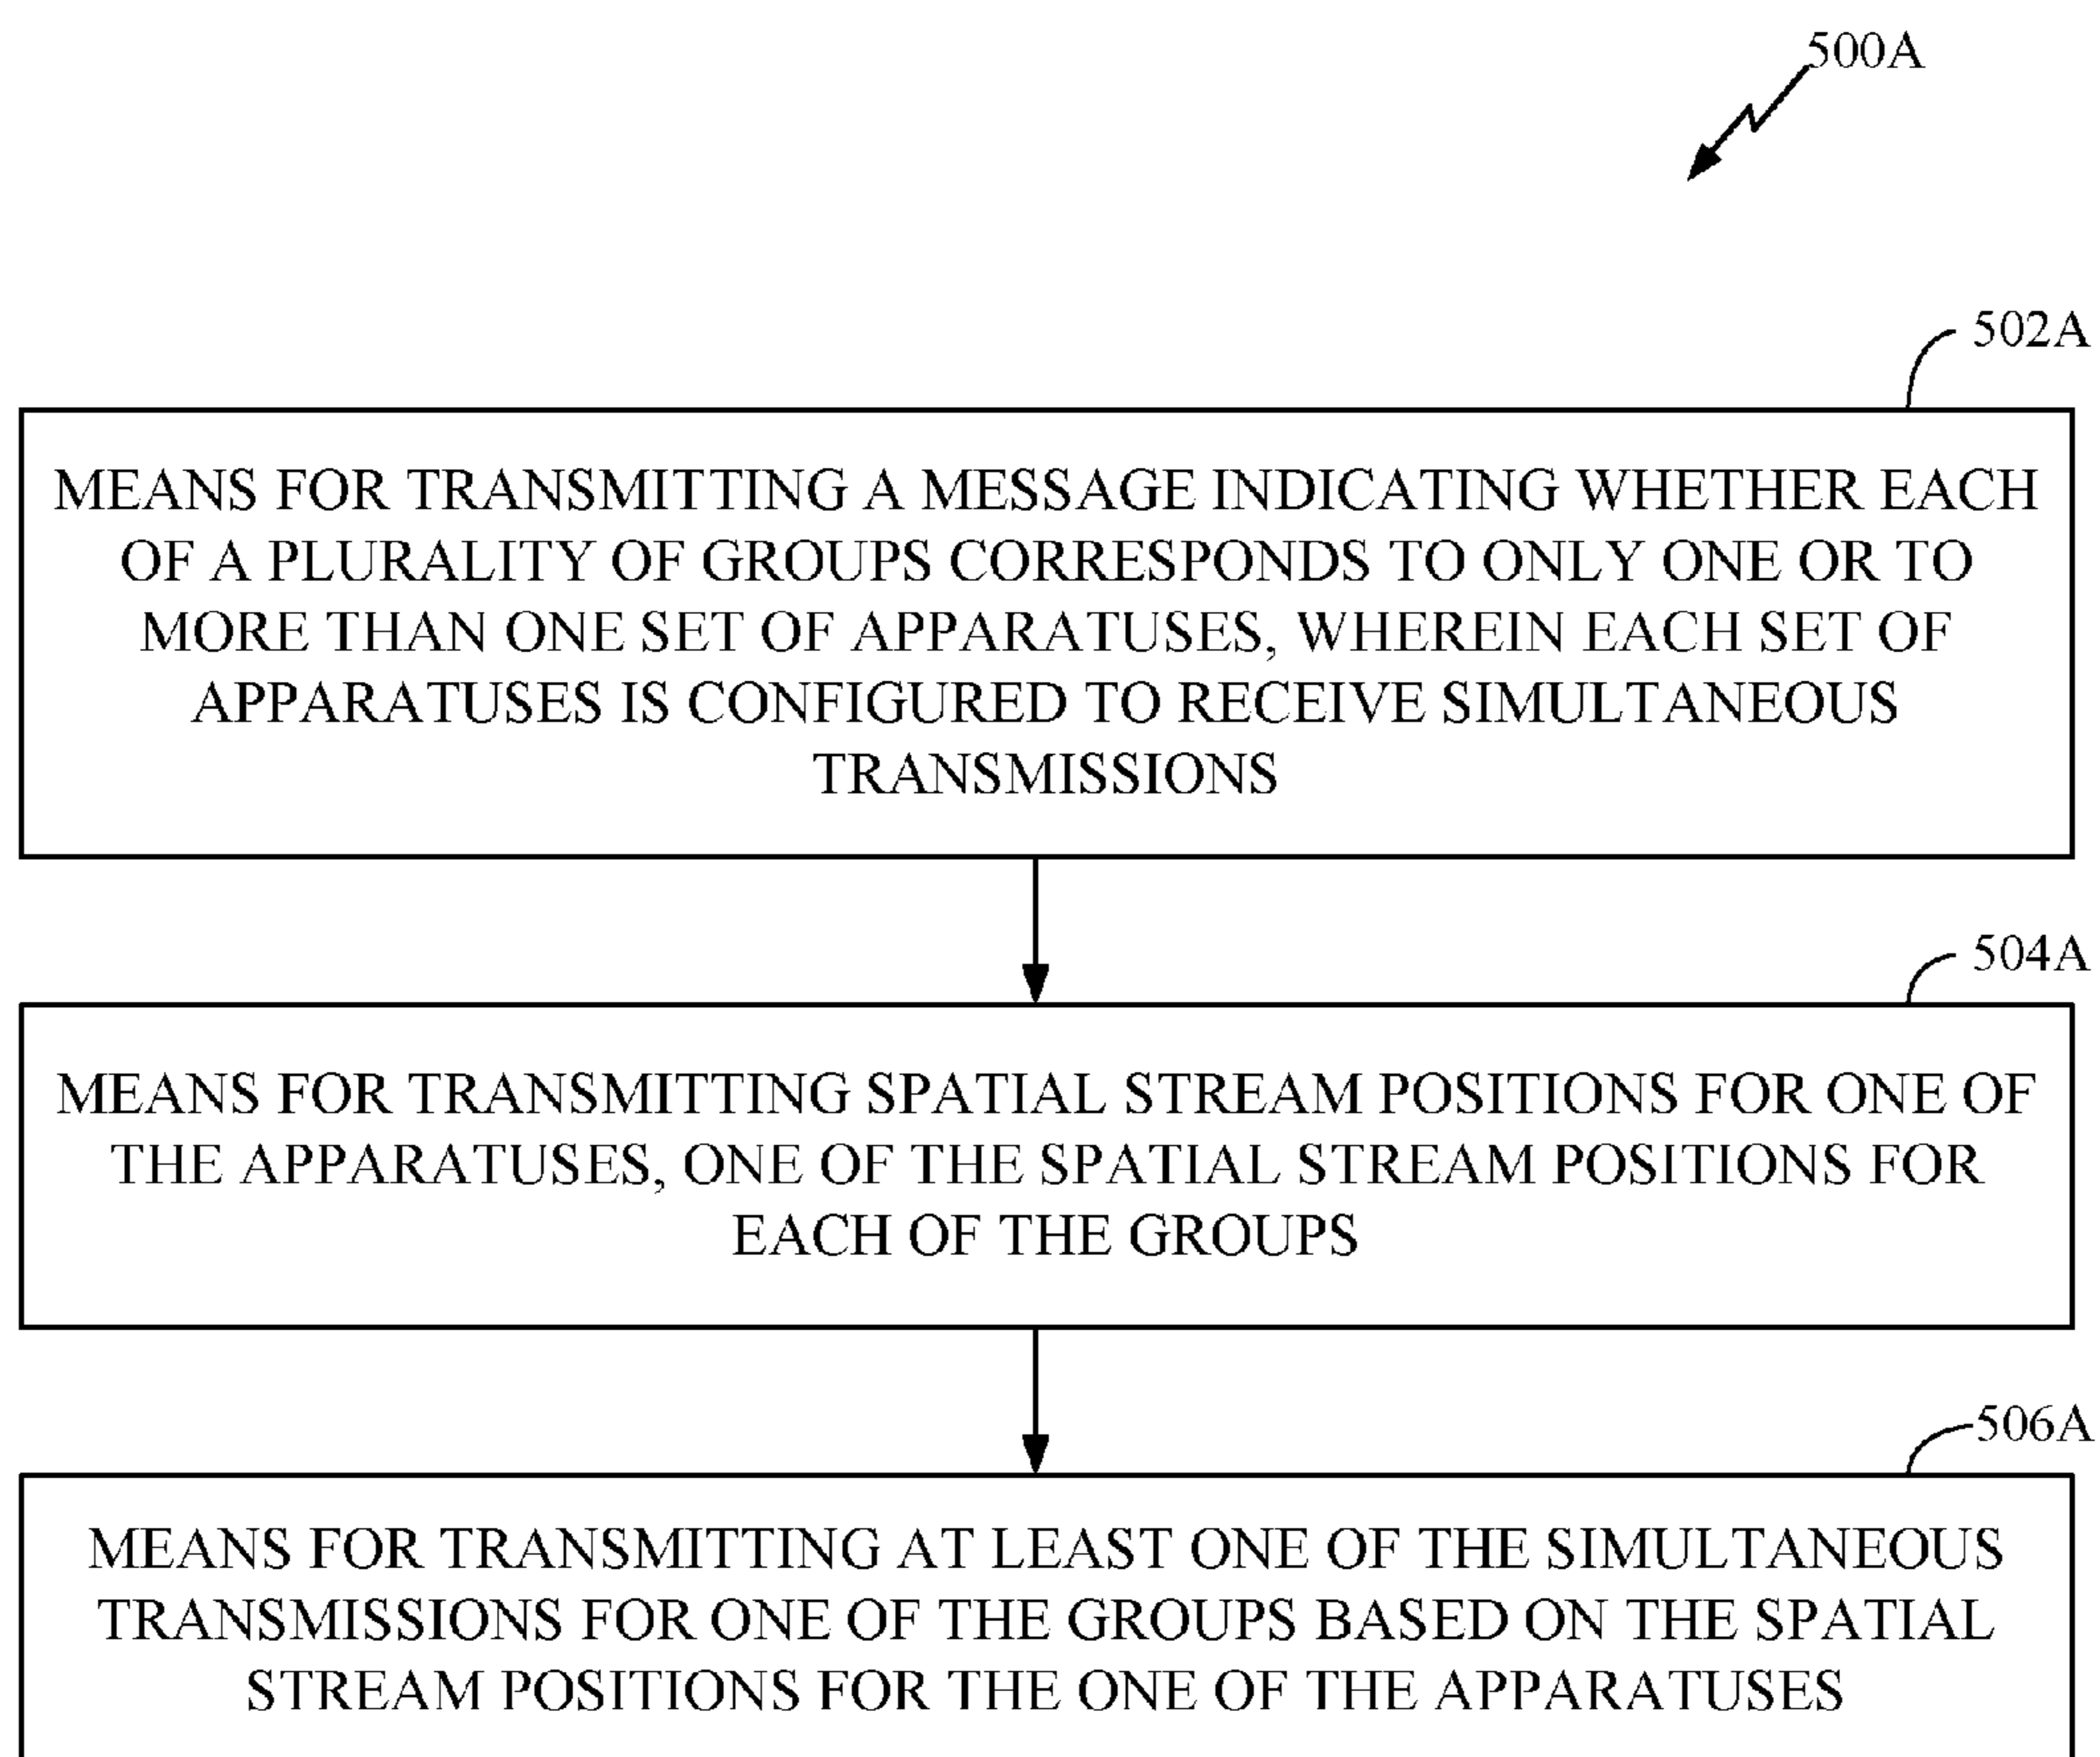 500A
502A
MEANS FOR TRANSMITTING A MESSAGE INDICATING WHETHER EACH
OF A PLURALITY OF GROUPS CORRESPONDS TO ONLY ONE OR TO
MORE THAN ONE SET OF APPARATUSES, WHEREIN EACH SET OF
APPARATUSES IS CONFIGURED TO RECEIVE SIMULTANEOUS
TRANSMISSIONS
504A
MEANS FOR TRANSMITTING SPATIAL STREAM POSITIONS FOR ONE OF
THE APPARATUSES, ONE OF THE SPATIAL STREAM POSITIONS FOR
EACH OF THE GROUPS
506A
MEANS FOR TRANSMITTING AT LEAST ONE OF THE SIMULTANEOUS
TRANSMISSIONS FOR ONE OF THE GROUPS BASED ON THE SPATIAL
STREAM POSITIONS FOR THE ONE OF THE APPARATUSES